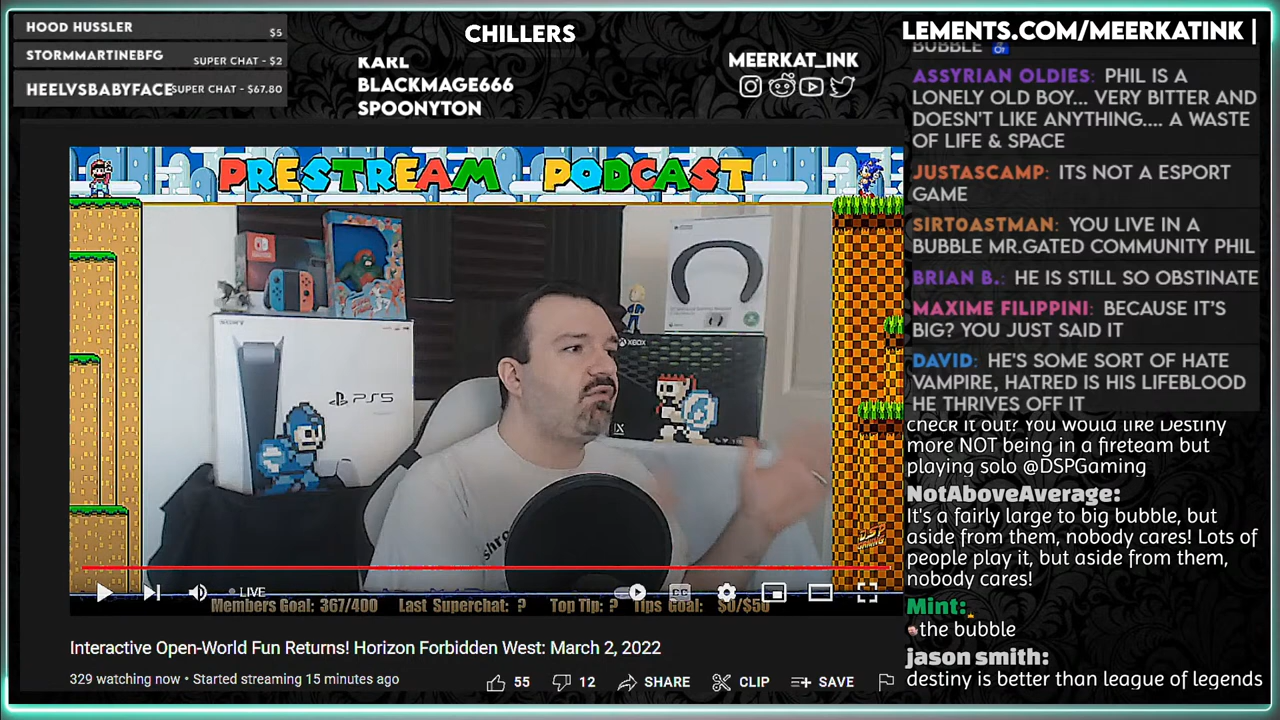 HOOD HUSSLER $5
STORMMARTINEBFG SUPER CHAT - $2
HEELVSBABYFACE SUPER CHAT - $67.80
CHILLERS
KARL
BLACKMAGE666
SPOONYTON
MEERKAT_INK
LEMENTS.COM/MEERKATINK |
BUBBLE
ASSYRIAN OLDIES: PHIL IS A
LONELY OLD BOY... VERY BITTER AND
DOESN'T LIKE ANYTHING.... A WASTE
OF LIFE & SPACE
JUSTASCAMP: ITS NOT A ESPORT
GAME
SIRTOASTMAN: YOU LIVE IN A
BUBBLE MR.GATED COMMUNITY PHIL
BRIAN B.: HE IS STILL SO OBSTINATE
MAXIME FILIPPINI: BECAUSE IT'S
BIG? YOU JUST SAID IT
DAVID: HE'S SOME SORT OF HATE
VAMPIRE, HATRED IS HIS LIFEBLOOD
HE THRIVES OFF IT
check it out? You would like Destiny
more NOT being in a fireteam but
playing solo @DSPGaming
NotAboveAverage:
It's a fairly large to big bubble, but
aside from them, nobody cares! Lots of
people play it, but aside from them,
nobody cares!
Mint:
the bubble
jason smith:
destiny is better than league of legends
PRESTREAM PODCAST
SONY
PS5
XBOX
shro
DSP
GAMING
LIVE
CC
Members Goal: 367/400 Last Superchat: ? Top Tip: ? Tips Goal: $0/$50
Interactive Open-World Fun Returns! Horizon Forbidden West: March 2, 2022
329 watching now • Started streaming 15 minutes ago
55 12 SHARE CLIP SAVE